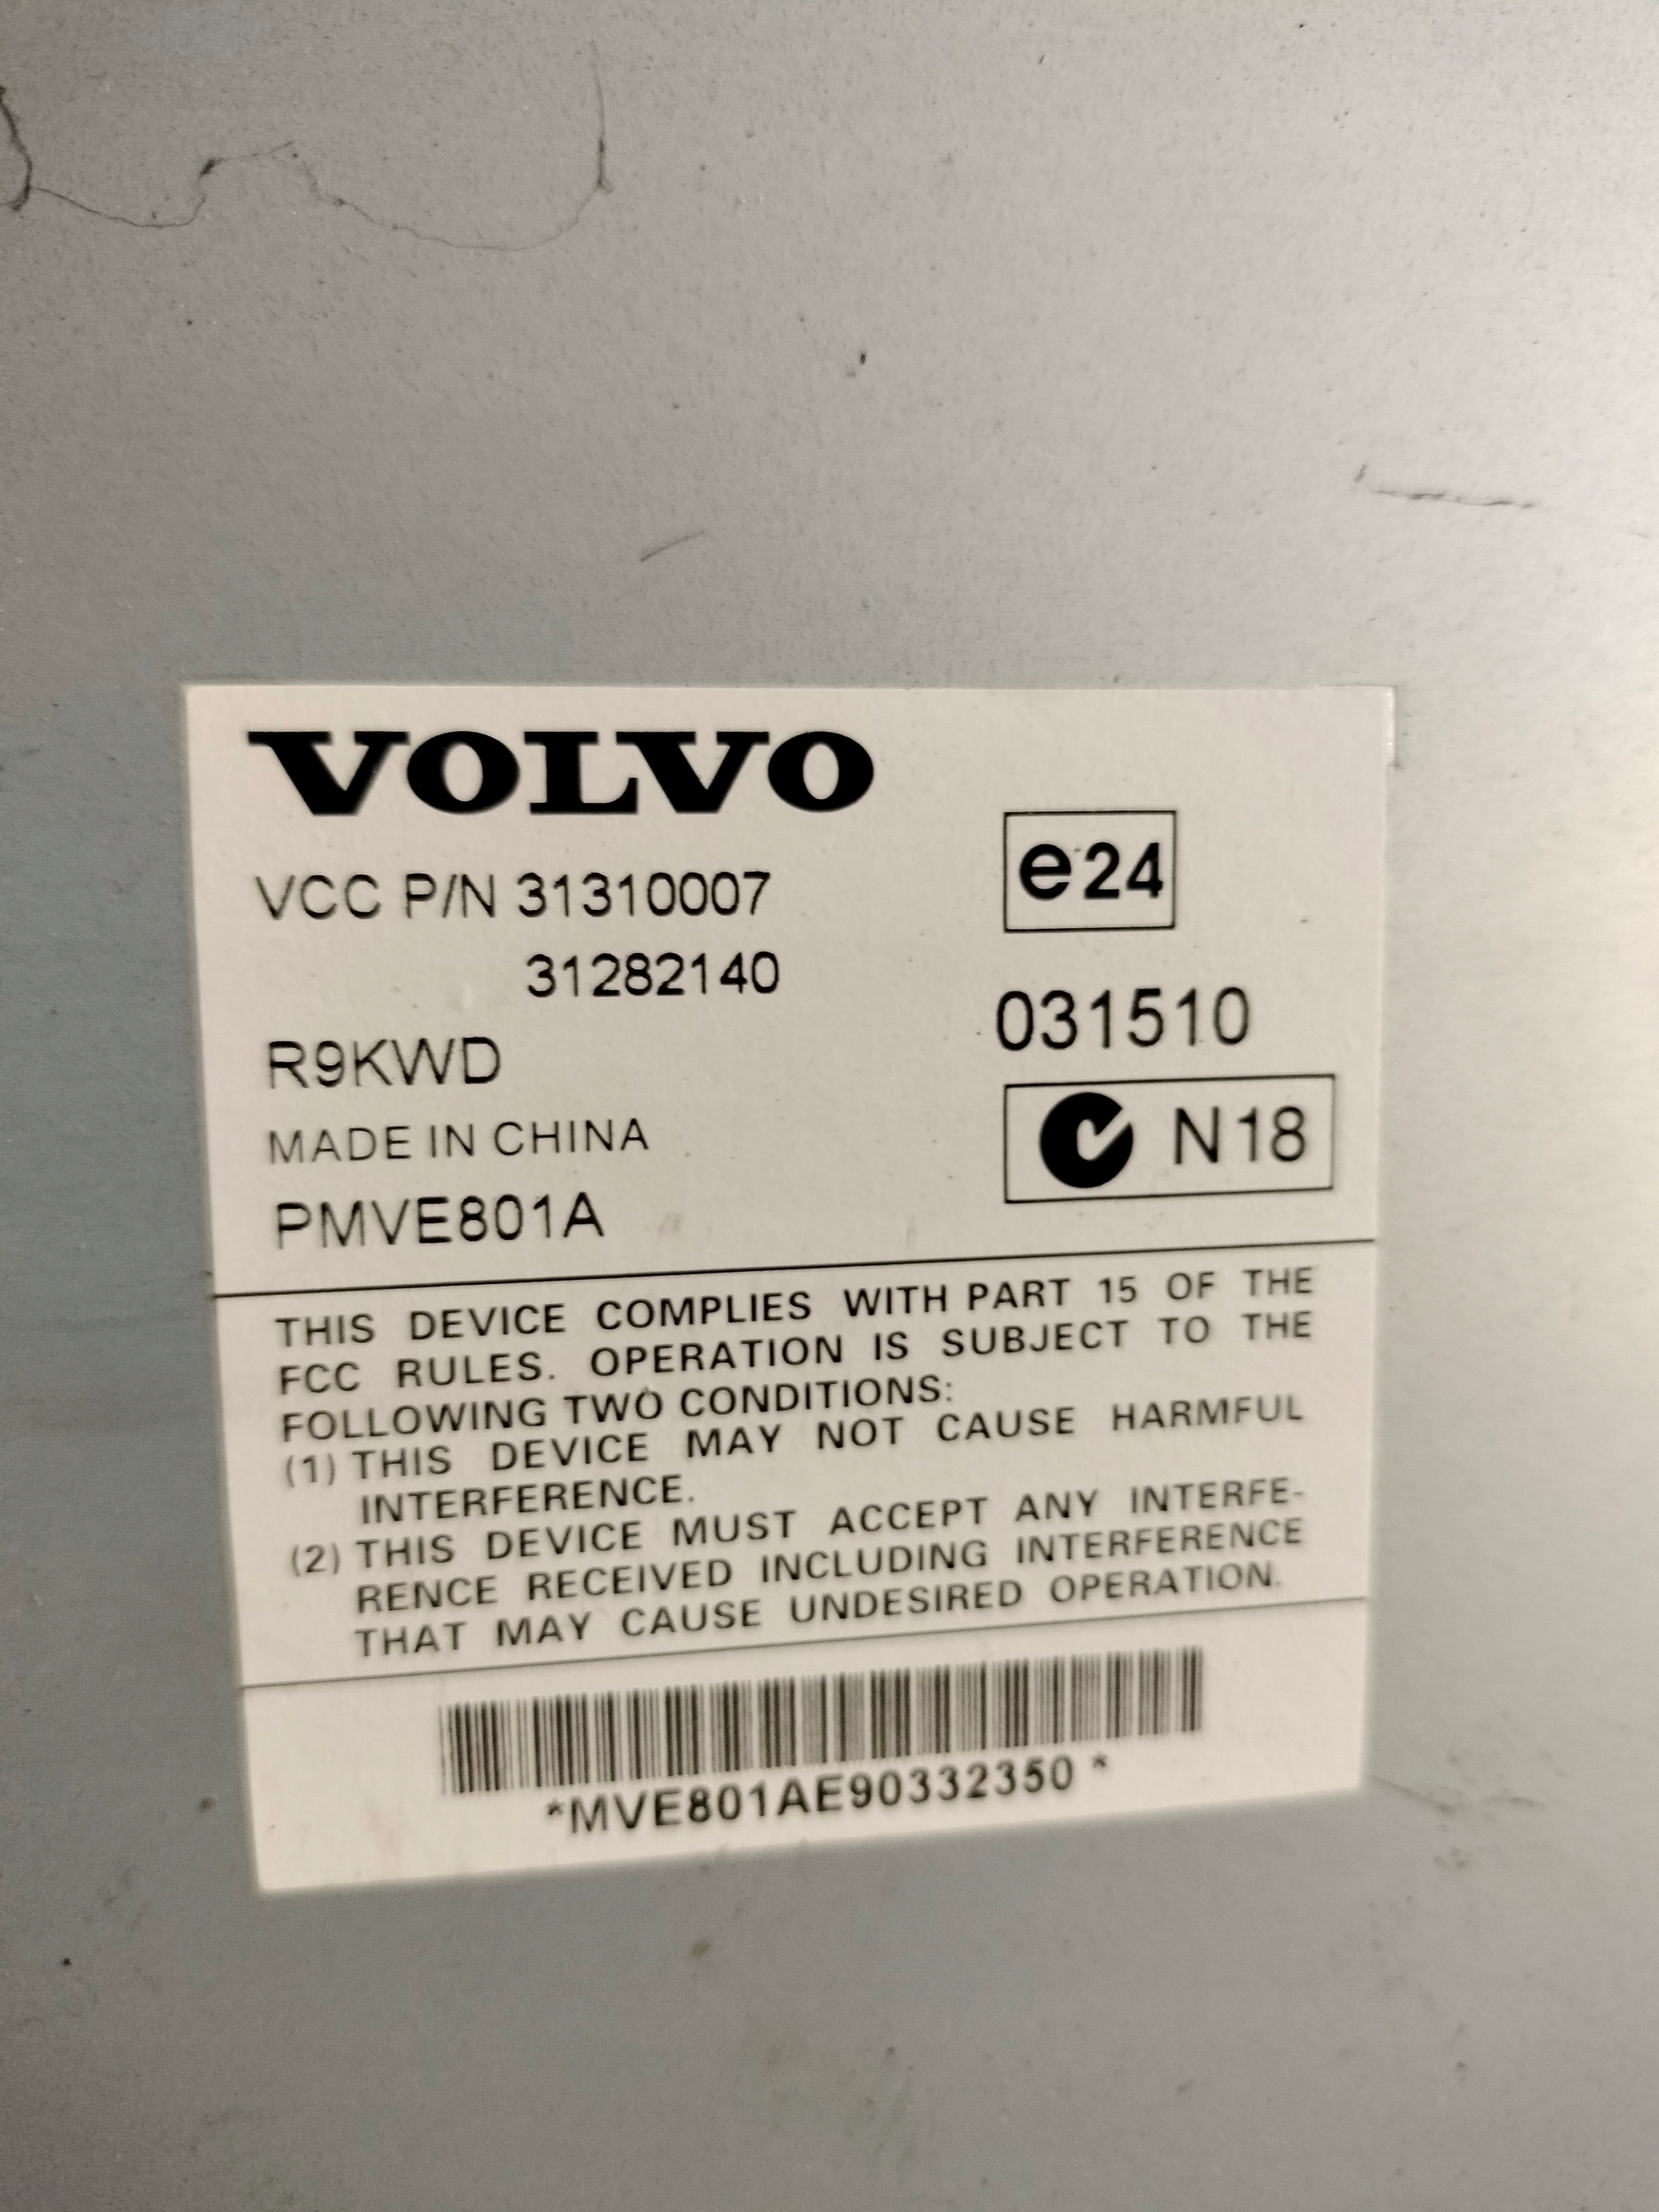 VOLVO
VCC P/N 31310007
31282140
R9KWD
MADE IN CHINA
PMVE801A
e24
031510
N18
THIS DEVICE COMPLIES WITH PART 15 OF THE
FCC RULES. OPERATION IS SUBJECT TO THE
FOLLOWING TWO CONDITIONS:
(1) THIS DEVICE MAY NOT CAUSE HARMFUL
INTERFERENCE.
(2) THIS DEVICE MUST ACCEPT ANY INTERFE-
RENCE RECEIVED INCLUDING INTERFERENCE
THAT MAY CAUSE UNDESIRED OPERATION.
*MVE801AE90332350*